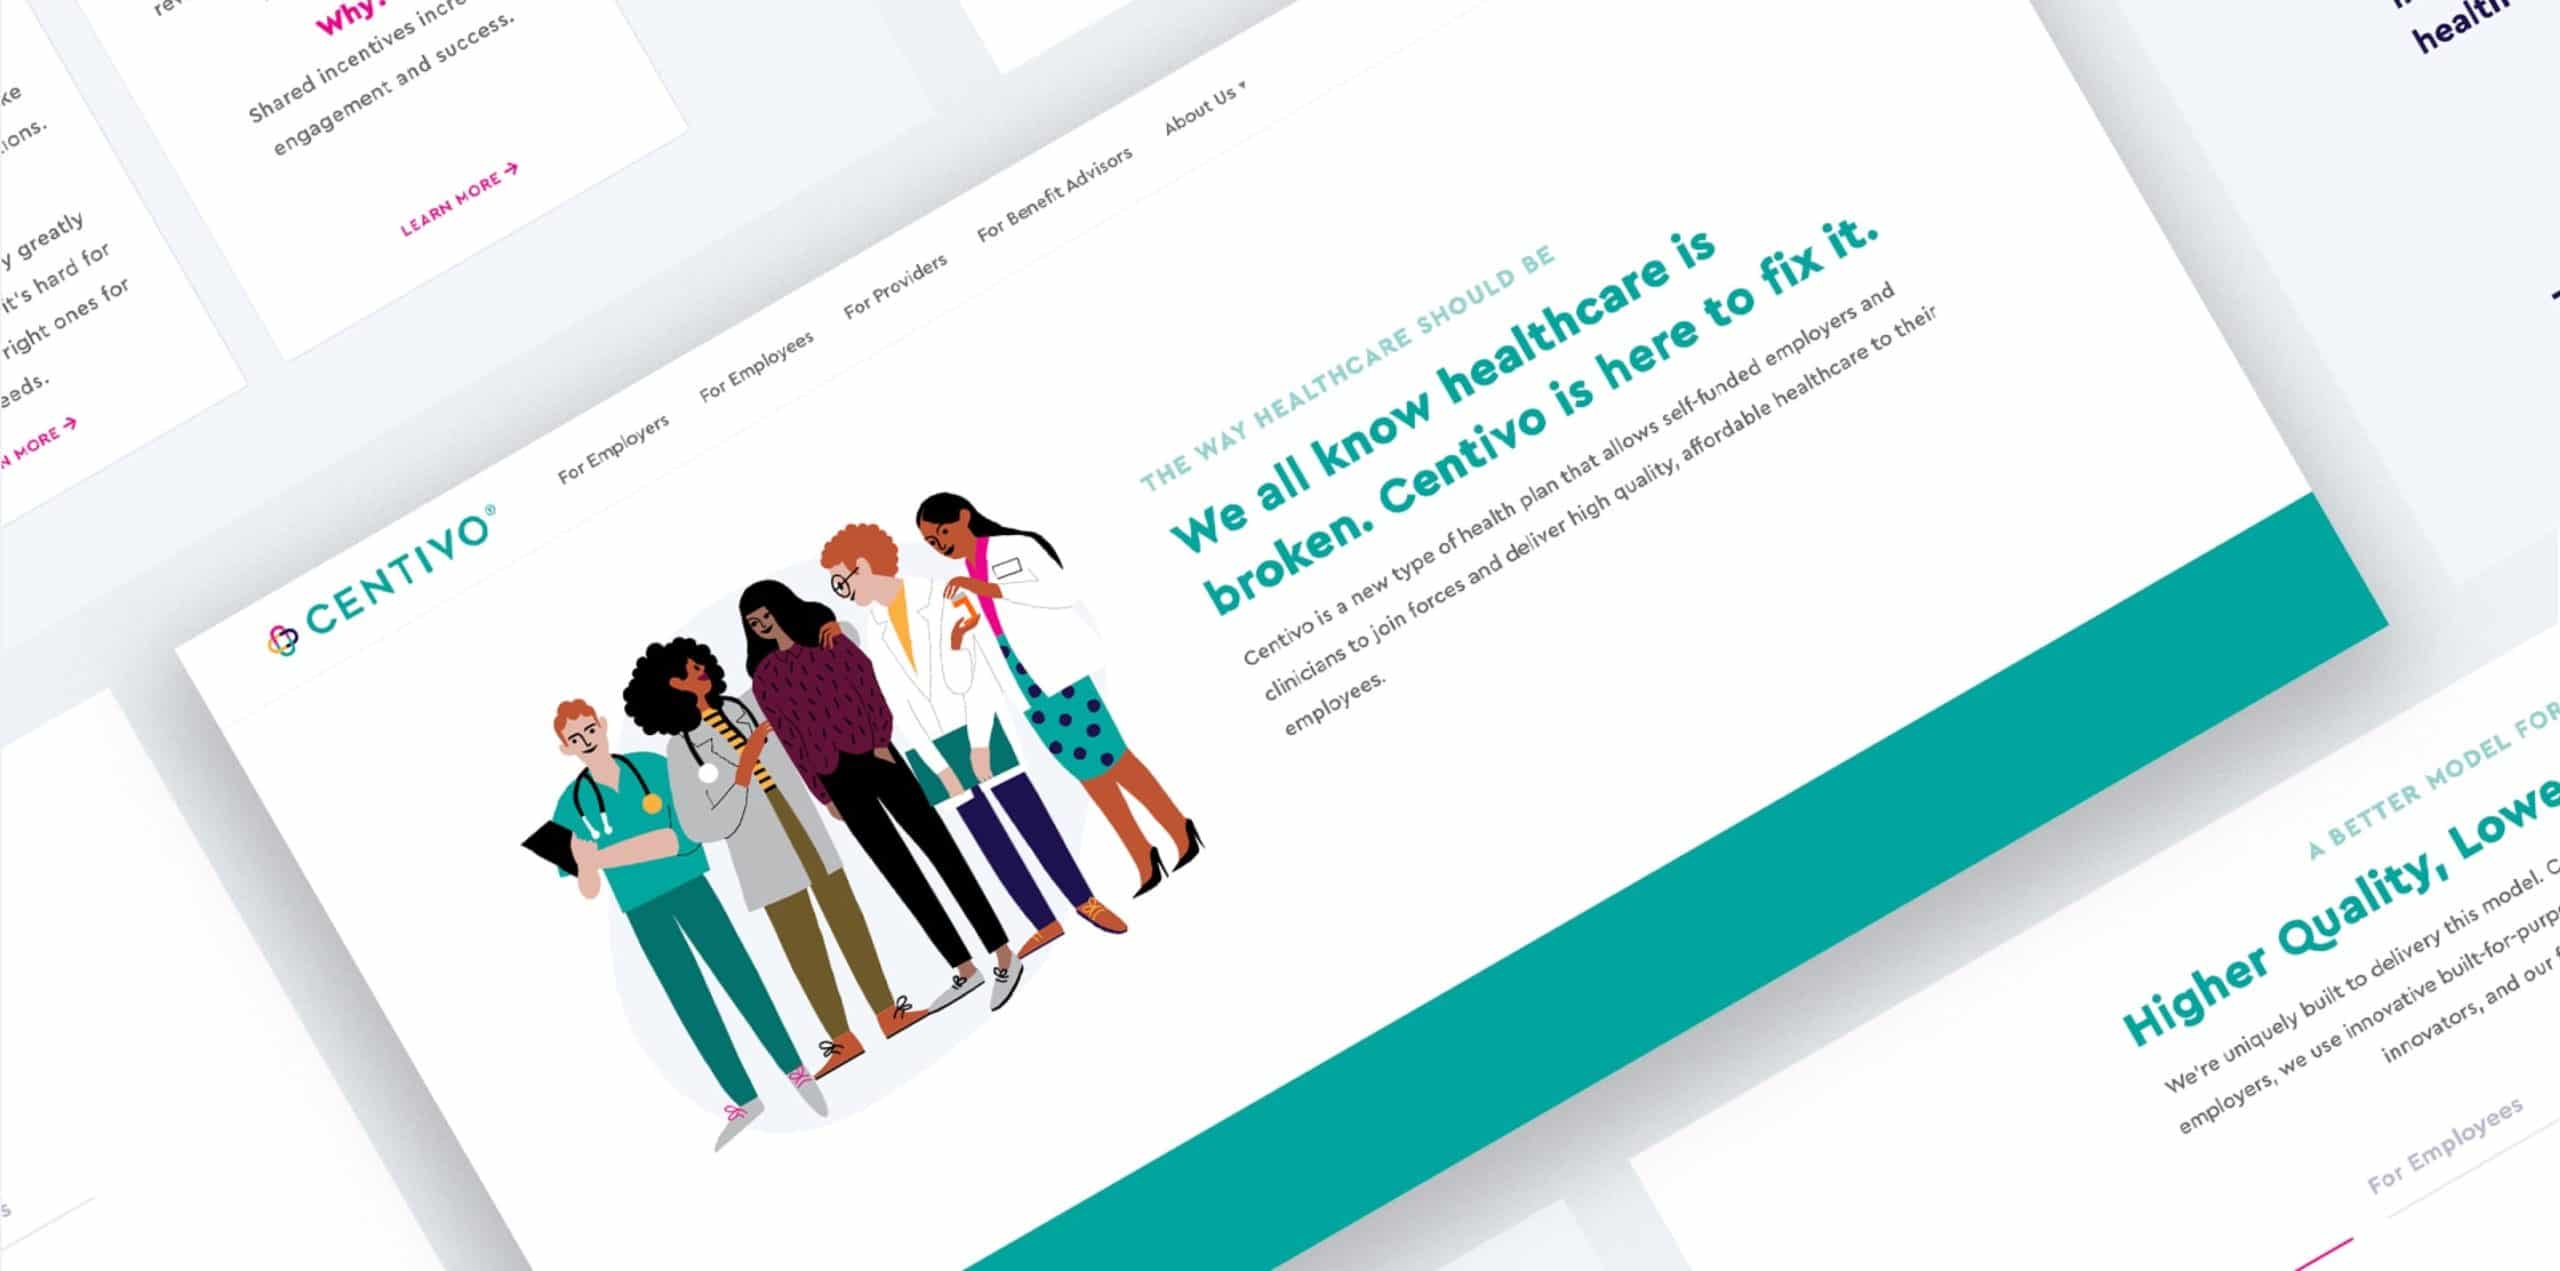 Why?
Shared incentives incre
engagement and success.
LEARN MORE →
ke
ions.
y greatly
it's hard for
right ones for
eeds.
N MORE →
CENTIVO®
For Employers
For Employees
For Providers
For Benefit Advisors
About Us ▾
THE WAY HEALTHCARE SHOULD BE
We all know healthcare is
broken. Centivo is here to fix it.
Centivo is a new type of health plan that allows self-funded employers and
clinicians to join forces and deliver high quality, affordable healthcare to their
employees.
health
A BETTER MODEL FOR
Higher Quality, Lowe
We're uniquely built to delivery this model. C
employers, we use innovative built-for-purp
innovators, and our f
For Employees
s